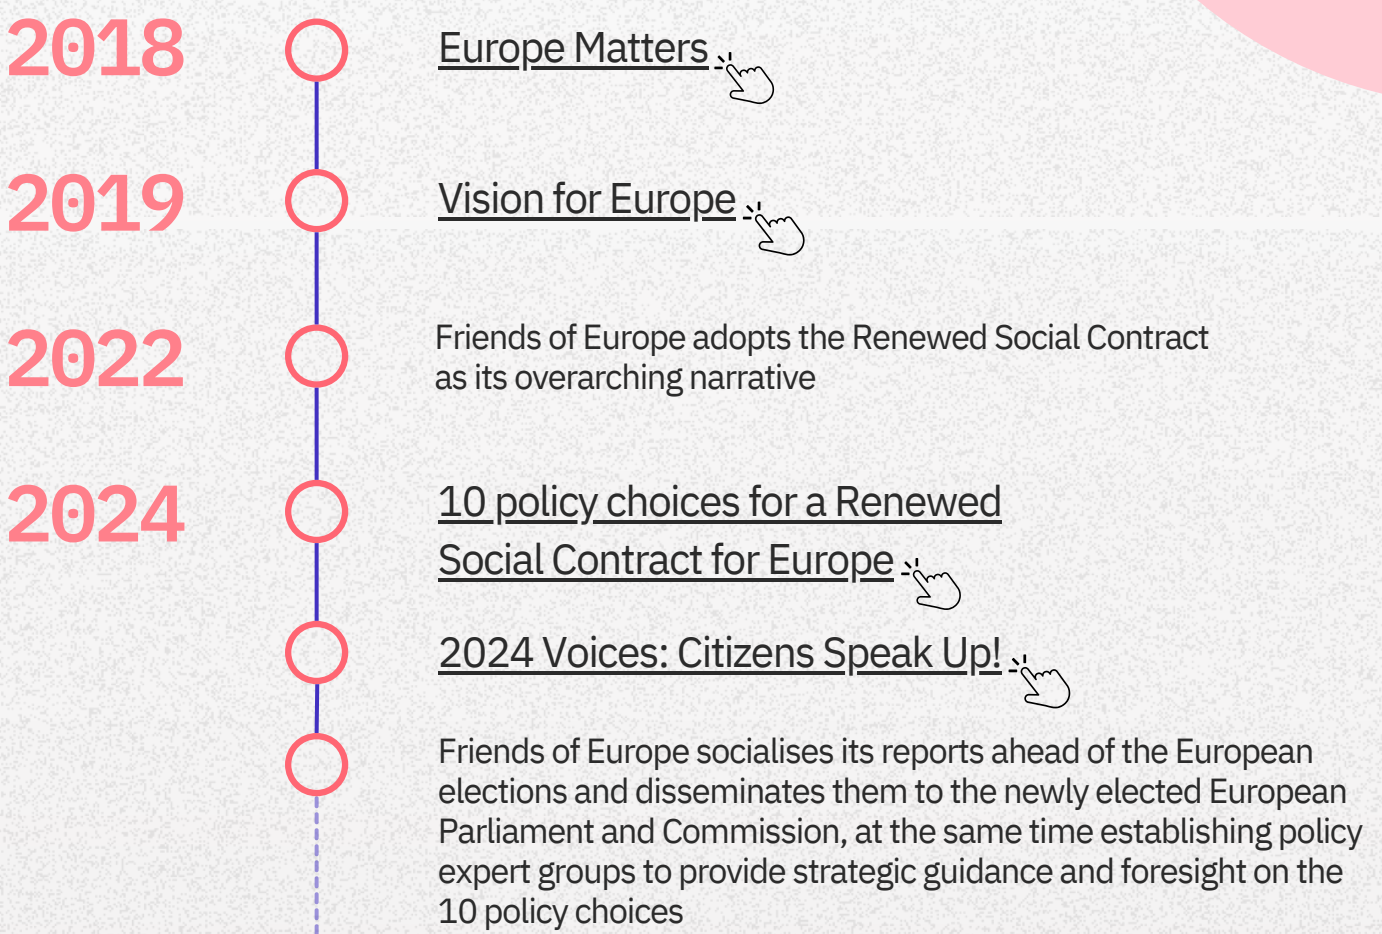 2018
Europe Matters
2019
Vision for Europe
2022
Friends of Europe adopts the Renewed Social Contract
as its overarching narrative
2024
10 policy choices for a Renewed
Social Contract for Europe
2024 Voices: Citizens Speak Up!
Friends of Europe socialises its reports ahead of the European
elections and disseminates them to the newly elected European
Parliament and Commission, at the same time establishing policy
expert groups to provide strategic guidance and foresight on the
10 policy choices